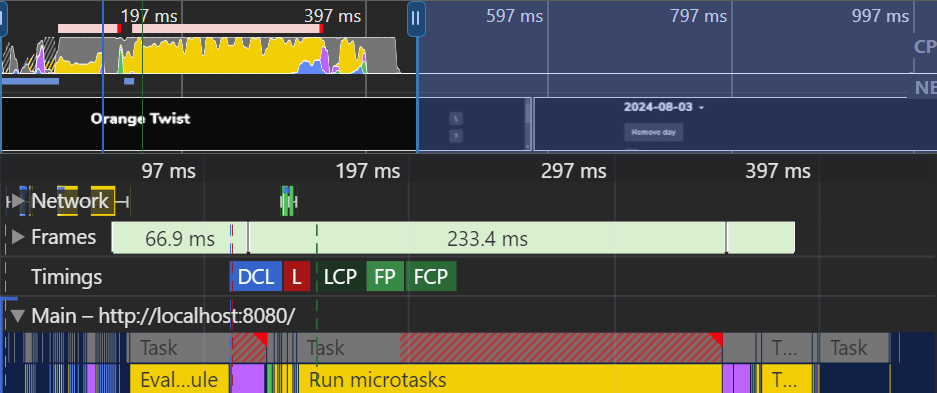 197 ms 397 ms 597 ms 797 ms 997 ms
CP
NE
Orange Twist
2024-08-03
Remove day
97 ms 197 ms 297 ms 397 ms
Network
Frames 66.9 ms 233.4 ms
Timings DCL L LCP FP FCP
Main – http://localhost:8080/
Task Task T... Task
Eval...ule Run microtasks T...